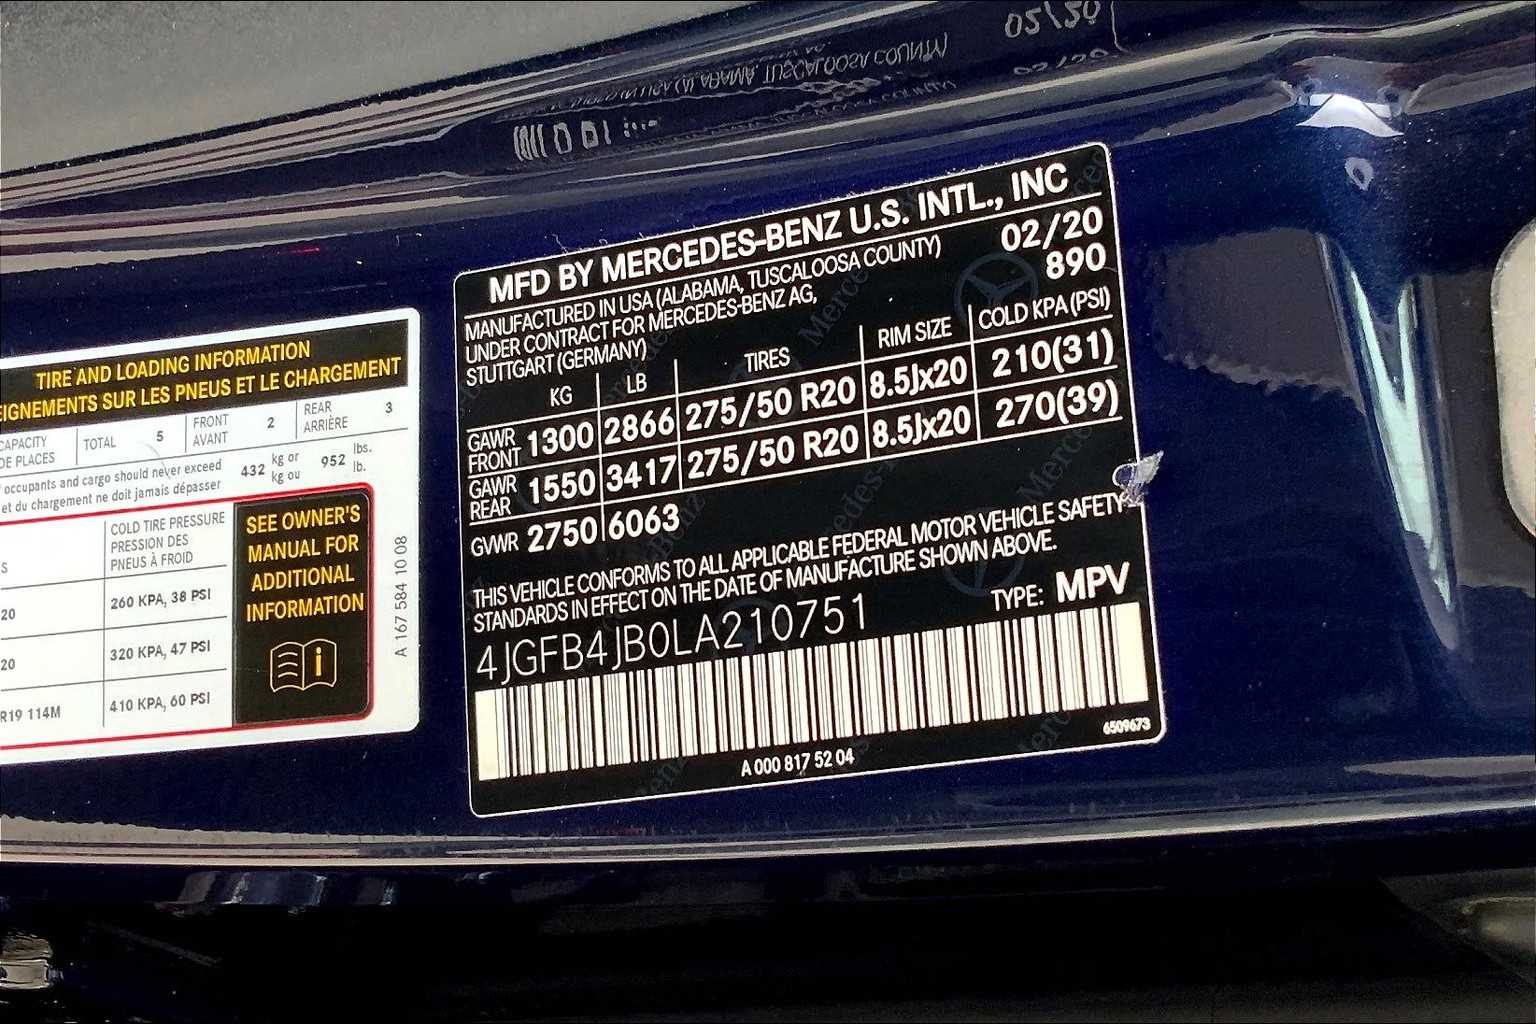 TIRE AND LOADING INFORMATION
EIGNEMENTS SUR LES PNEUS ET LE CHARGEMENT
CAPACITY
DE PLACES
TOTAL 5
FRONT
AVANT 2
REAR
ARRIÈRE 3
occupants and cargo should never exceed
et du chargement ne doit jamais dépasser
432 kg or
kg ou
952 lbs.
lb.
COLD TIRE PRESSURE
PRESSION DES
PNEUS À FROID
S
20 260 KPA, 38 PSI
20 320 KPA, 47 PSI
R19 114M 410 KPA, 60 PSI
SEE OWNER'S
MANUAL FOR
ADDITIONAL
INFORMATION
A 167 584 10 08
MFD BY MERCEDES-BENZ U.S. INTL., INC
MANUFACTURED IN USA (ALABAMA, TUSCALOOSA COUNTY) 02/20
UNDER CONTRACT FOR MERCEDES-BENZ AG, 890
STUTTGART (GERMANY)
KG LB TIRES RIM SIZE COLD KPA (PSI)
GAWR
FRONT 1300 2866 275/50 R20 8.5Jx20 210(31)
GAWR
REAR 1550 3417 275/50 R20 8.5Jx20 270(39)
GVWR 2750 6063
THIS VEHICLE CONFORMS TO ALL APPLICABLE FEDERAL MOTOR VEHICLE SAFETY
STANDARDS IN EFFECT ON THE DATE OF MANUFACTURE SHOWN ABOVE.
4JGFB4JB0LA210751 TYPE: MPV
6509673
A 000 817 52 04